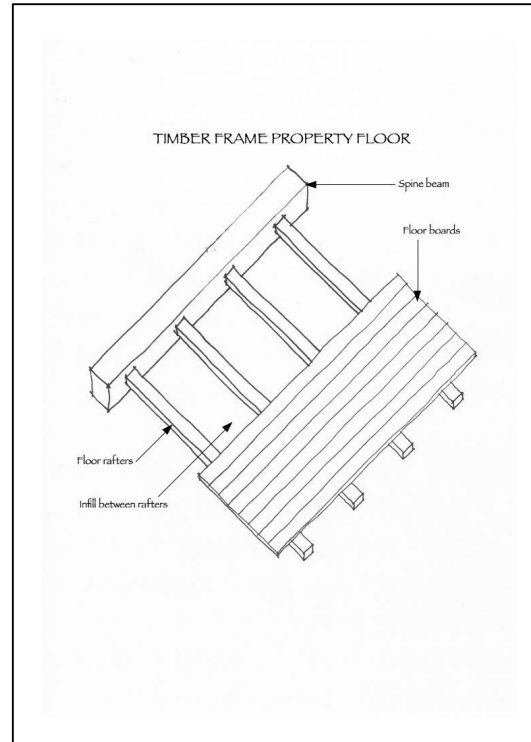 TIMBER FRAME PROPERTY FLOOR
Spine beam
Floor boards
Floor rafters
Infill between rafters